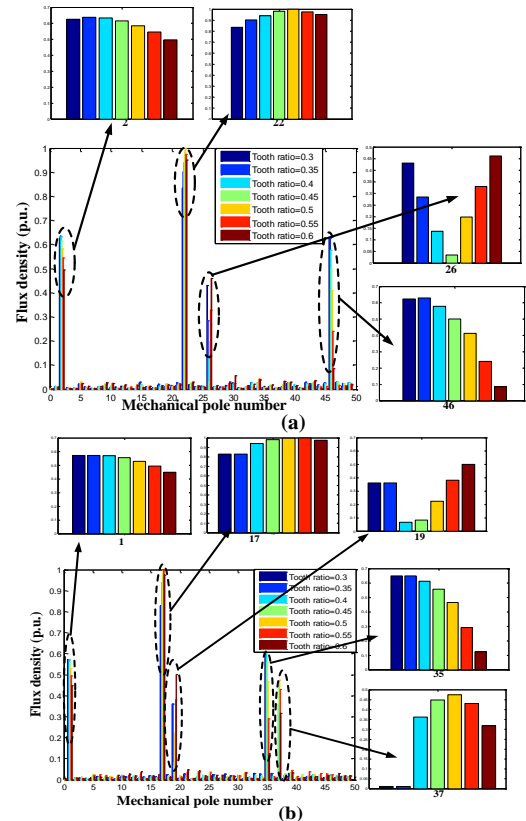 2
22
Flux density (p.u.)
1
0.9
0.8
0.7
0.6
0.5
0.4
0.3
0.2
0.1
0
Tooth ratio=0.3
Tooth ratio=0.35
Tooth ratio=0.4
Tooth ratio=0.45
Tooth ratio=0.5
Tooth ratio=0.55
Tooth ratio=0.6
26
46
0 5 10 15 20 25 30 35 40 45 50
Mechanical pole number
(a)
1
17
19
Flux density (p.u.)
1
0.9
0.8
0.7
0.6
0.5
0.4
0.3
0.2
0.1
0
Tooth ratio=0.3
Tooth ratio=0.35
Tooth ratio=0.4
Tooth ratio=0.45
Tooth ratio=0.5
Tooth ratio=0.55
Tooth ratio=0.6
35
37
0 5 10 15 20 25 30 35 40 45 50
Mechanical pole number
(b)